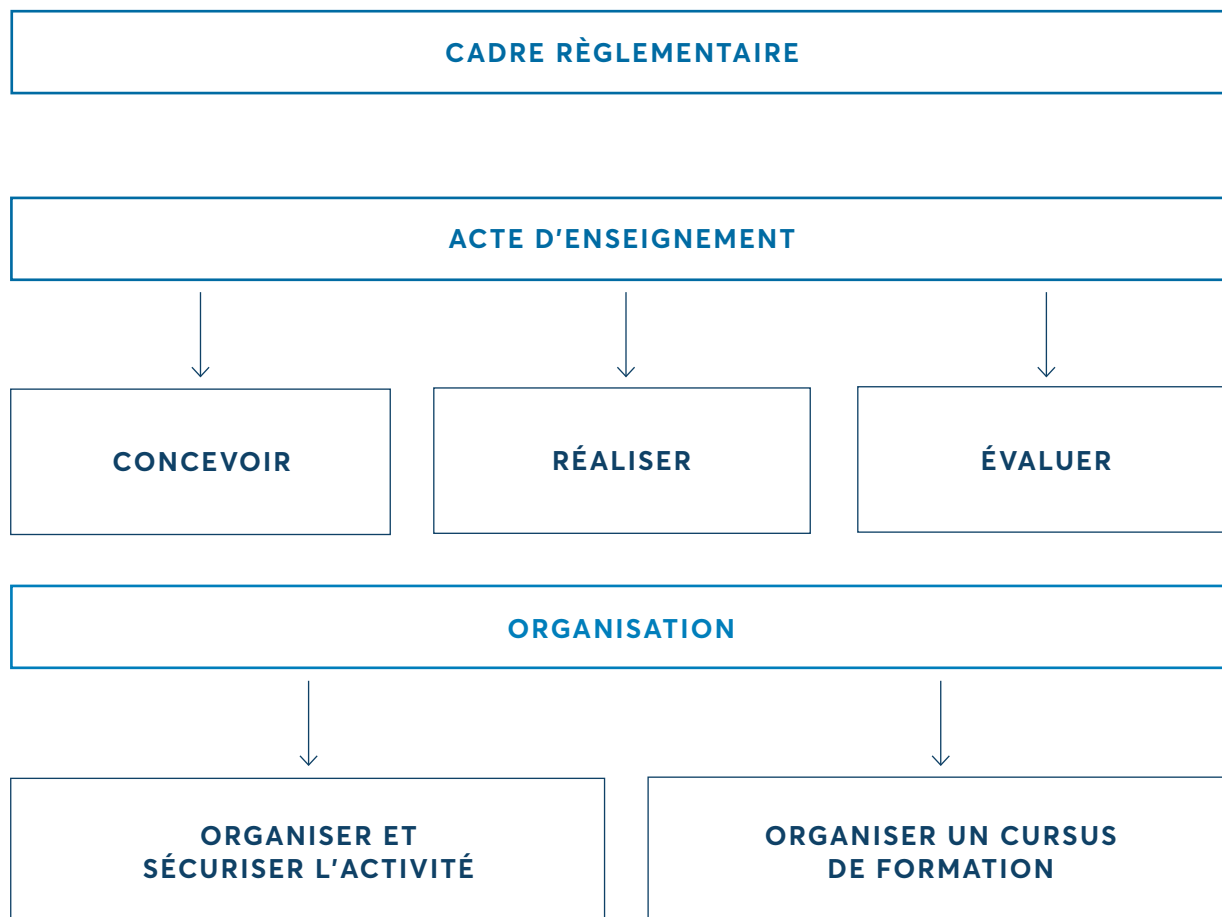 CADRE RÈGLEMENTAIRE
ACTE D'ENSEIGNEMENT
CONCEVOIR
RÉALISER
ÉVALUER
ORGANISATION
ORGANISER ET
SÉCURISER L'ACTIVITÉ
ORGANISER UN CURSUS
DE FORMATION